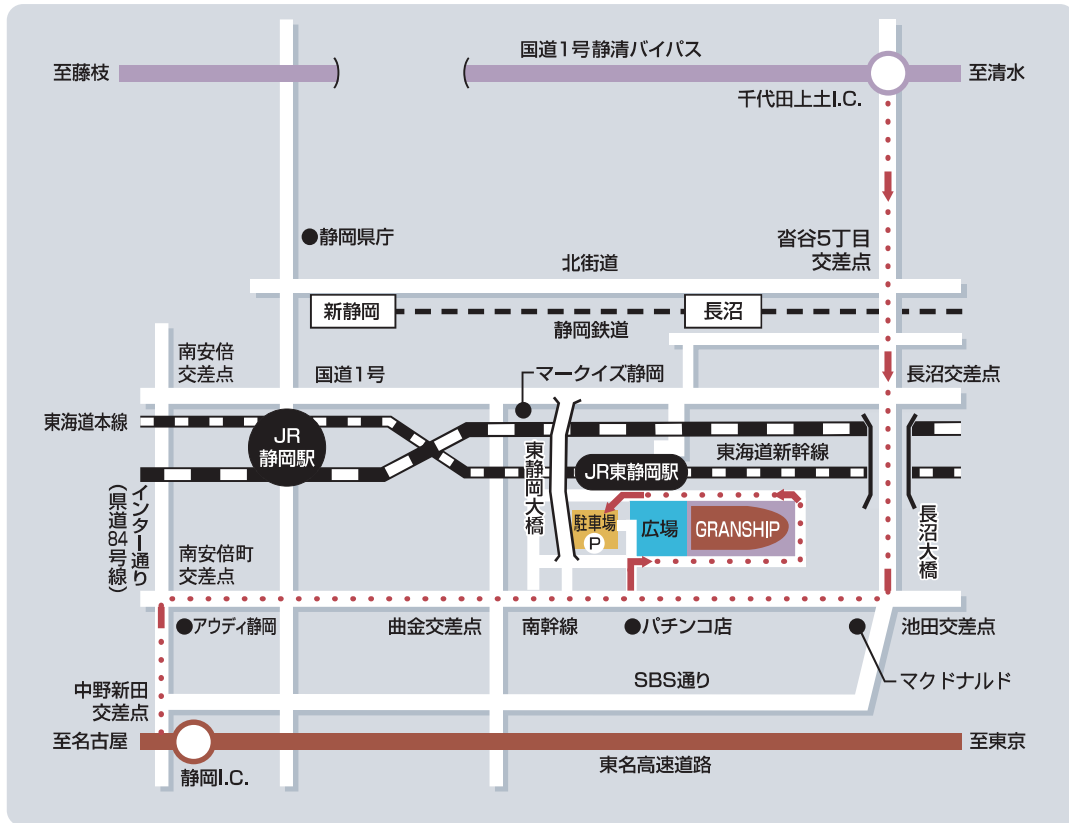 国道1号静清バイパス
至藤枝
至清水
千代田上土I.C.
静岡県庁
沓谷5丁目
交差点
北街道
新静岡
長沼
静岡鉄道
南安倍
交差点
国道1号
マークイズ静岡
長沼交差点
東海道本線
JR
静岡駅
東静岡大橋
東海道新幹線
JR東静岡駅
インター通り
(県道84号線)
駐車場
P
広場
GRANSHIP
長沼大橋
南安倍町
交差点
アウディ静岡
曲金交差点
南幹線
パチンコ店
池田交差点
中野新田
交差点
SBS通り
マクドナルド
至名古屋
至東京
東名高速道路
静岡I.C.